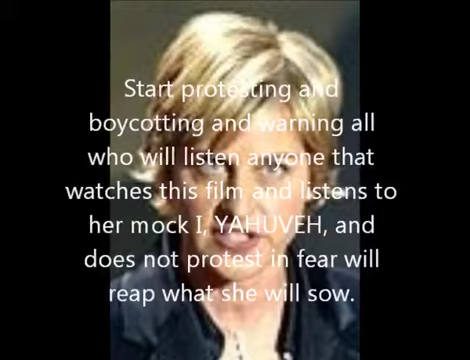 Start protesting and
boycotting and warning all
who will listen anyone that
watches this film and listens to
her mock I, YAHUVEH, and
does not protest in fear will
reap what she will sow.